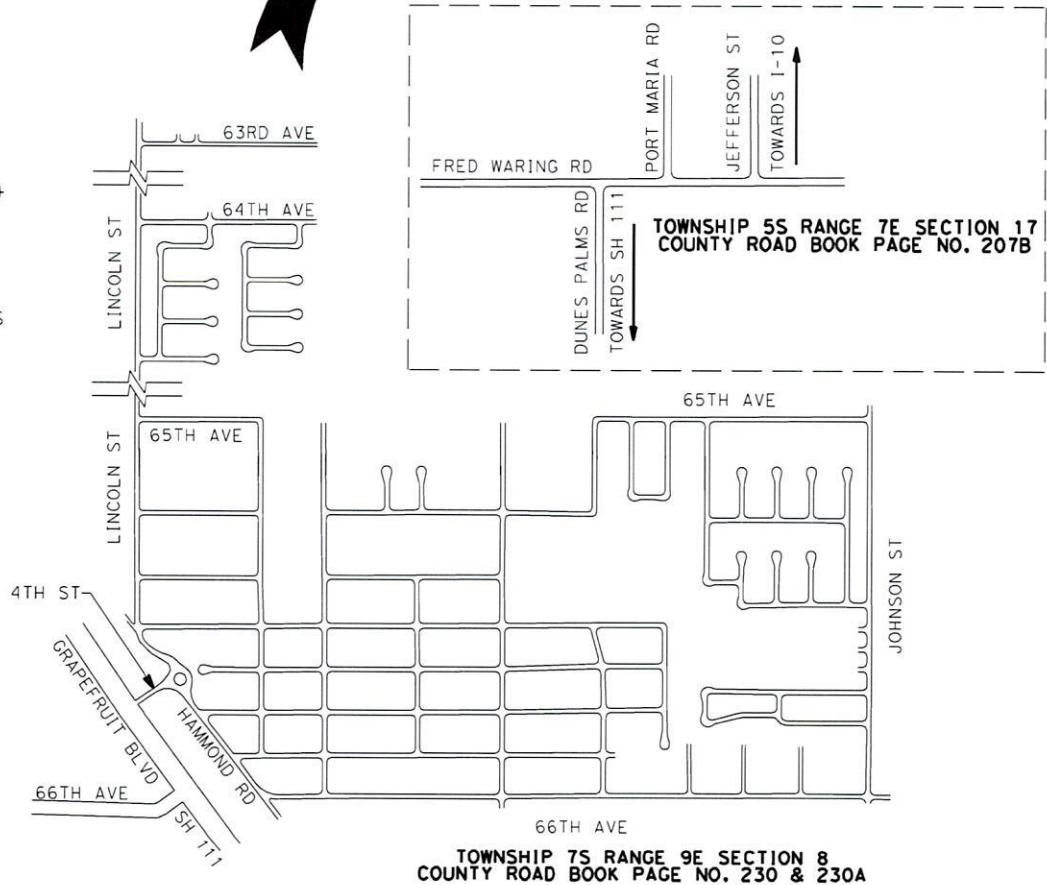 PORT MARIA RD
JEFFERSON ST
TOWARDS I-10
FRED WARING RD
DUNES PALMS RD
TOWARDS SH 111
TOWNSHIP 5S RANGE 7E SECTION 17
COUNTY ROAD BOOK PAGE NO. 207B
63RD AVE
64TH AVE
LINCOLN ST
65TH AVE
65TH AVE
LINCOLN ST
JOHNSON ST
4TH ST
GRAPEFRUIT BLVD
HAMMOND RD
66TH AVE
SH 111
66TH AVE
TOWNSHIP 7S RANGE 9E SECTION 8
COUNTY ROAD BOOK PAGE NO. 230 & 230A